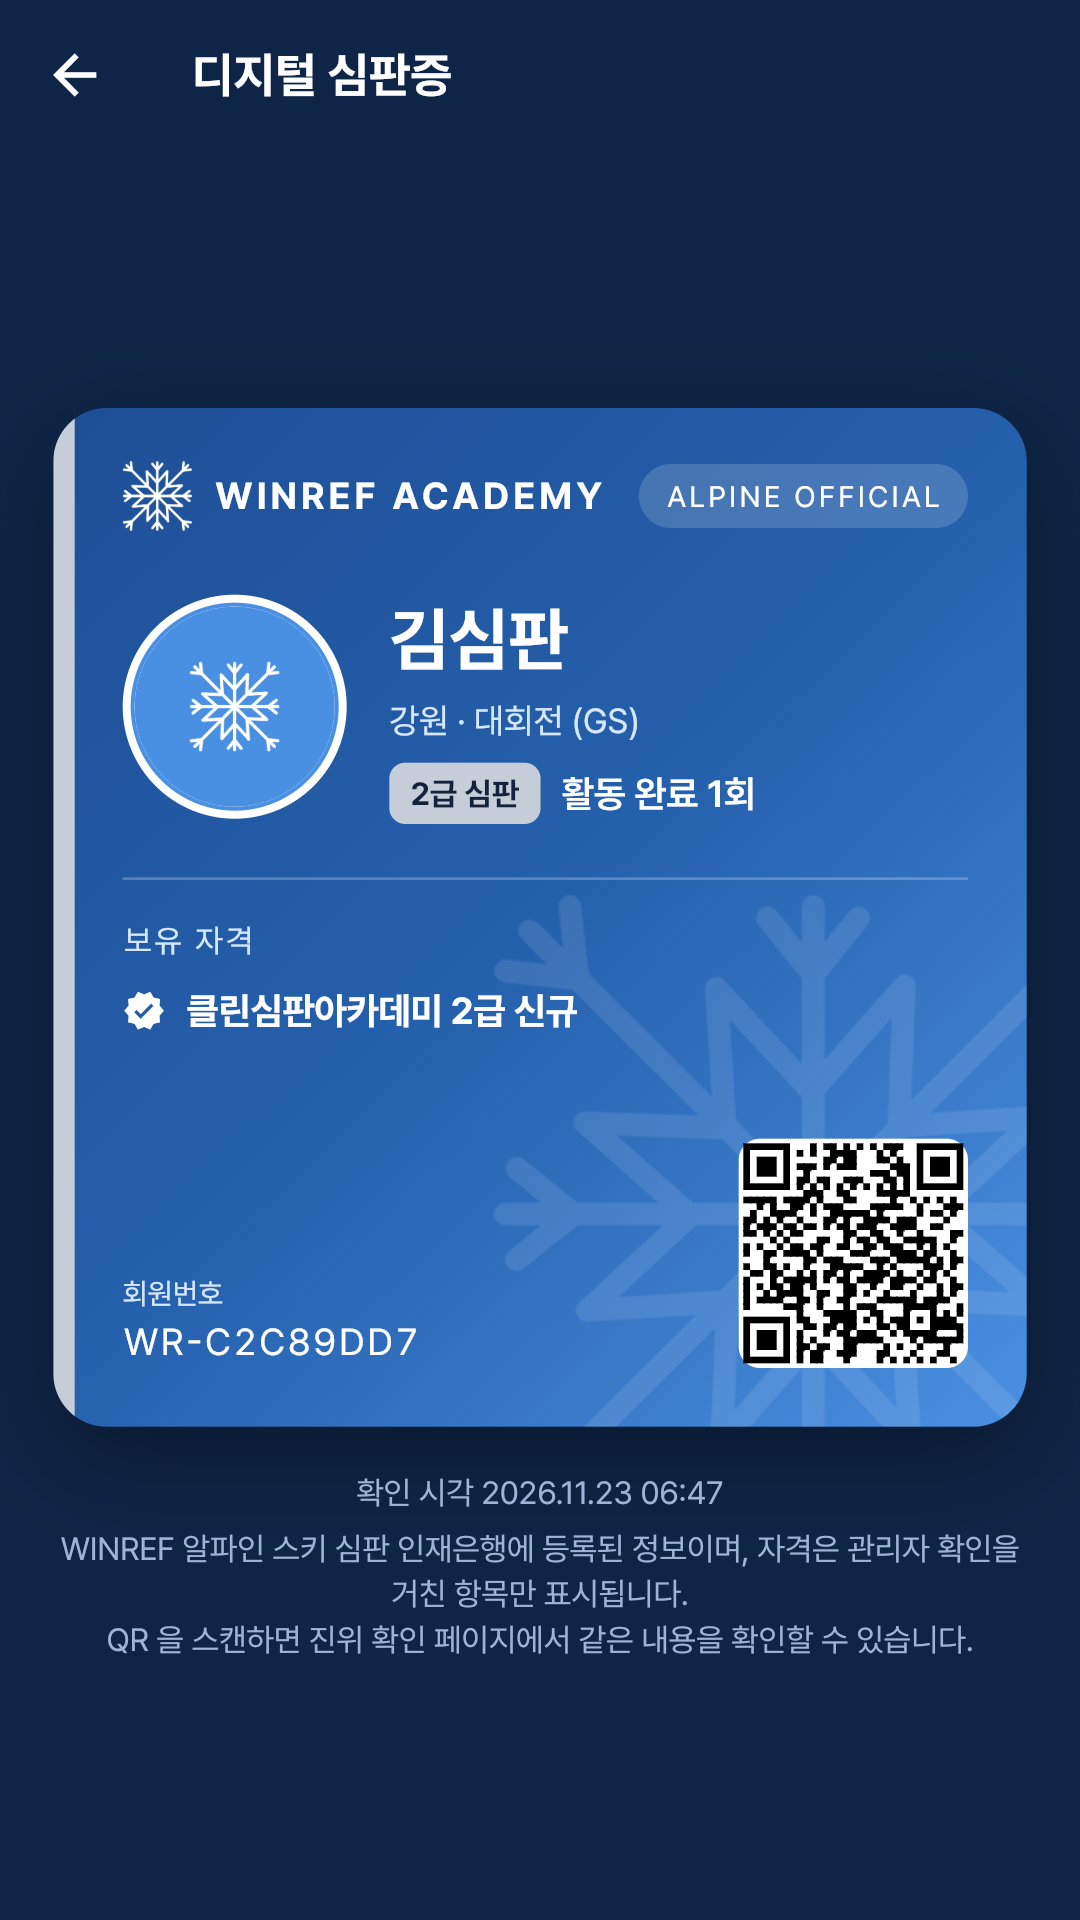 디지털 심판증
WINREF ACADEMY
ALPINE OFFICIAL
김심판
강원 · 대회전 (GS)
2급 심판
활동 완료 1회
보유 자격
클린심판아카데미 2급 신규
회원번호
WR-C2C89DD7
확인 시각 2026.11.23 06:47
WINREF 알파인 스키 심판 인재은행에 등록된 정보이며, 자격은 관리자 확인을
거친 항목만 표시됩니다.
QR 을 스캔하면 진위 확인 페이지에서 같은 내용을 확인할 수 있습니다.